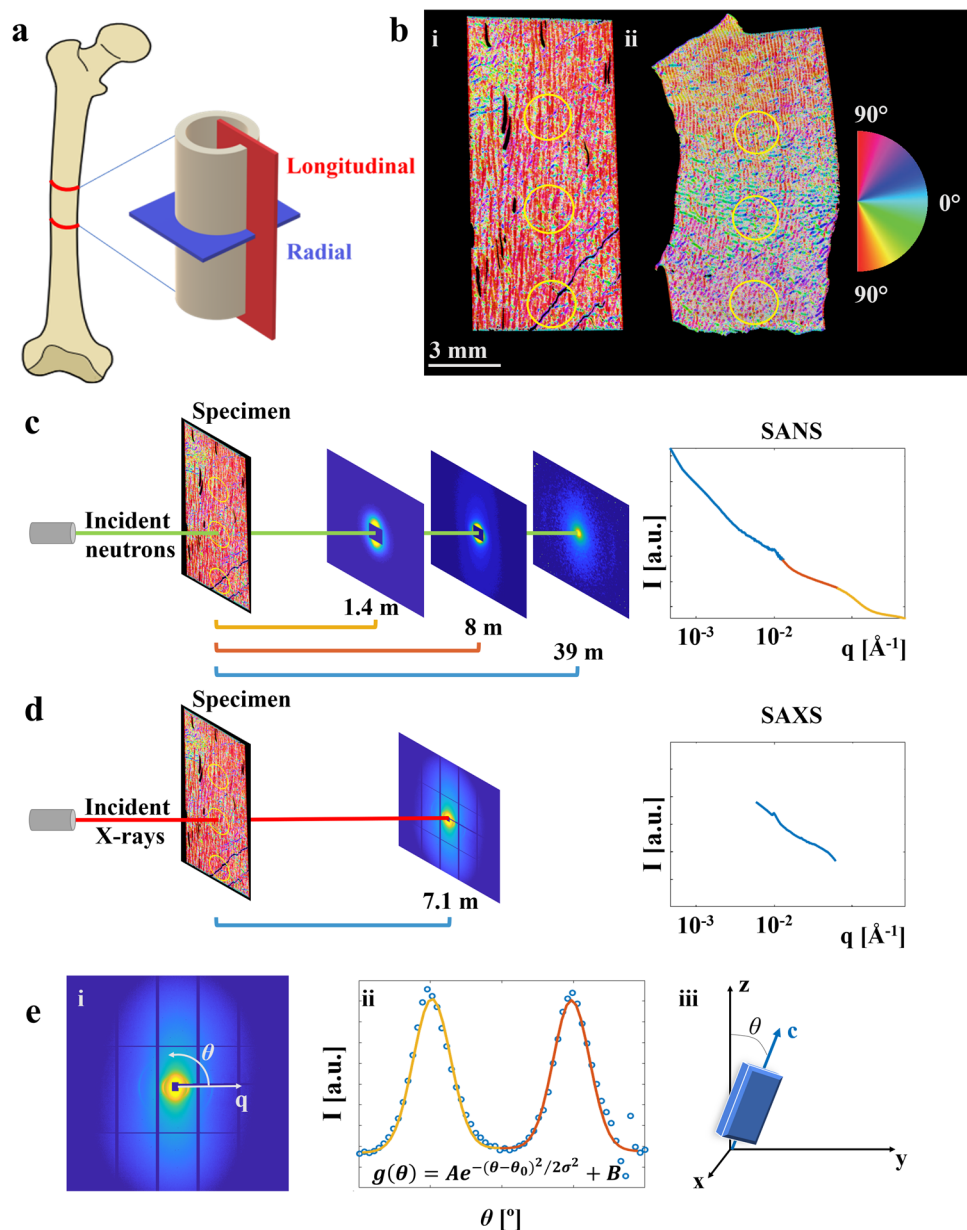 a
Longitudinal
Radial
b
i
ii
90°
0°
90°
3 mm
c
Specimen
Incident
neutrons
1.4 m
8 m
39 m
SANS
I [a.u.]
10⁻³
10⁻²
q [Å⁻¹]
d
Specimen
Incident
X-rays
7.1 m
SAXS
I [a.u.]
10⁻³
10⁻²
q [Å⁻¹]
e
i
θ
q
ii
I [a.u.]
g(θ) = Ae^{-(θ-θ₀)²/2σ²} + B
θ [º]
iii
z
θ
c
y
x